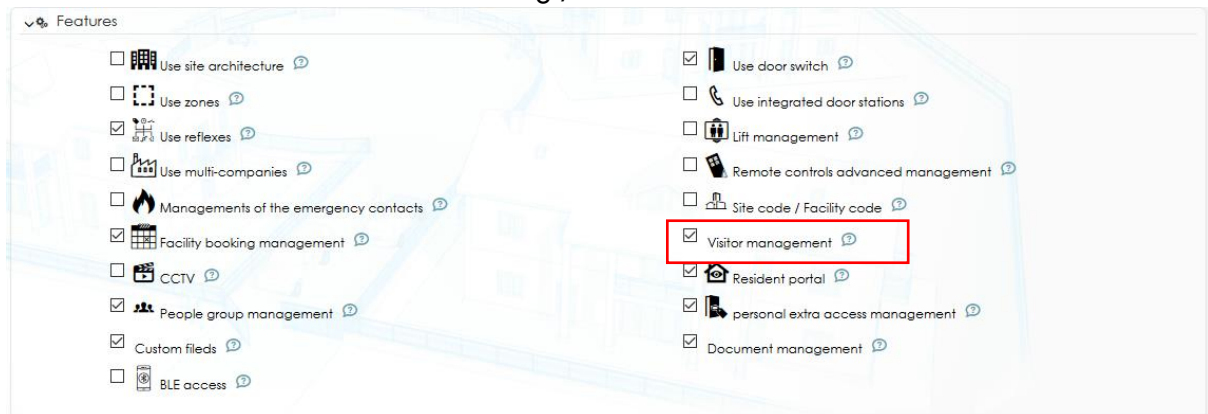 Features
Use site architecture
Use zones
Use reflexes
Use multi-companies
Managements of the emergency contacts
Facility booking management
CCTV
People group management
Custom fileds
BLE access
Use door switch
Use integrated door stations
Lift management
Remote controls advanced management
Site code / Facility code
Visitor management
Resident portal
personal extra access management
Document management